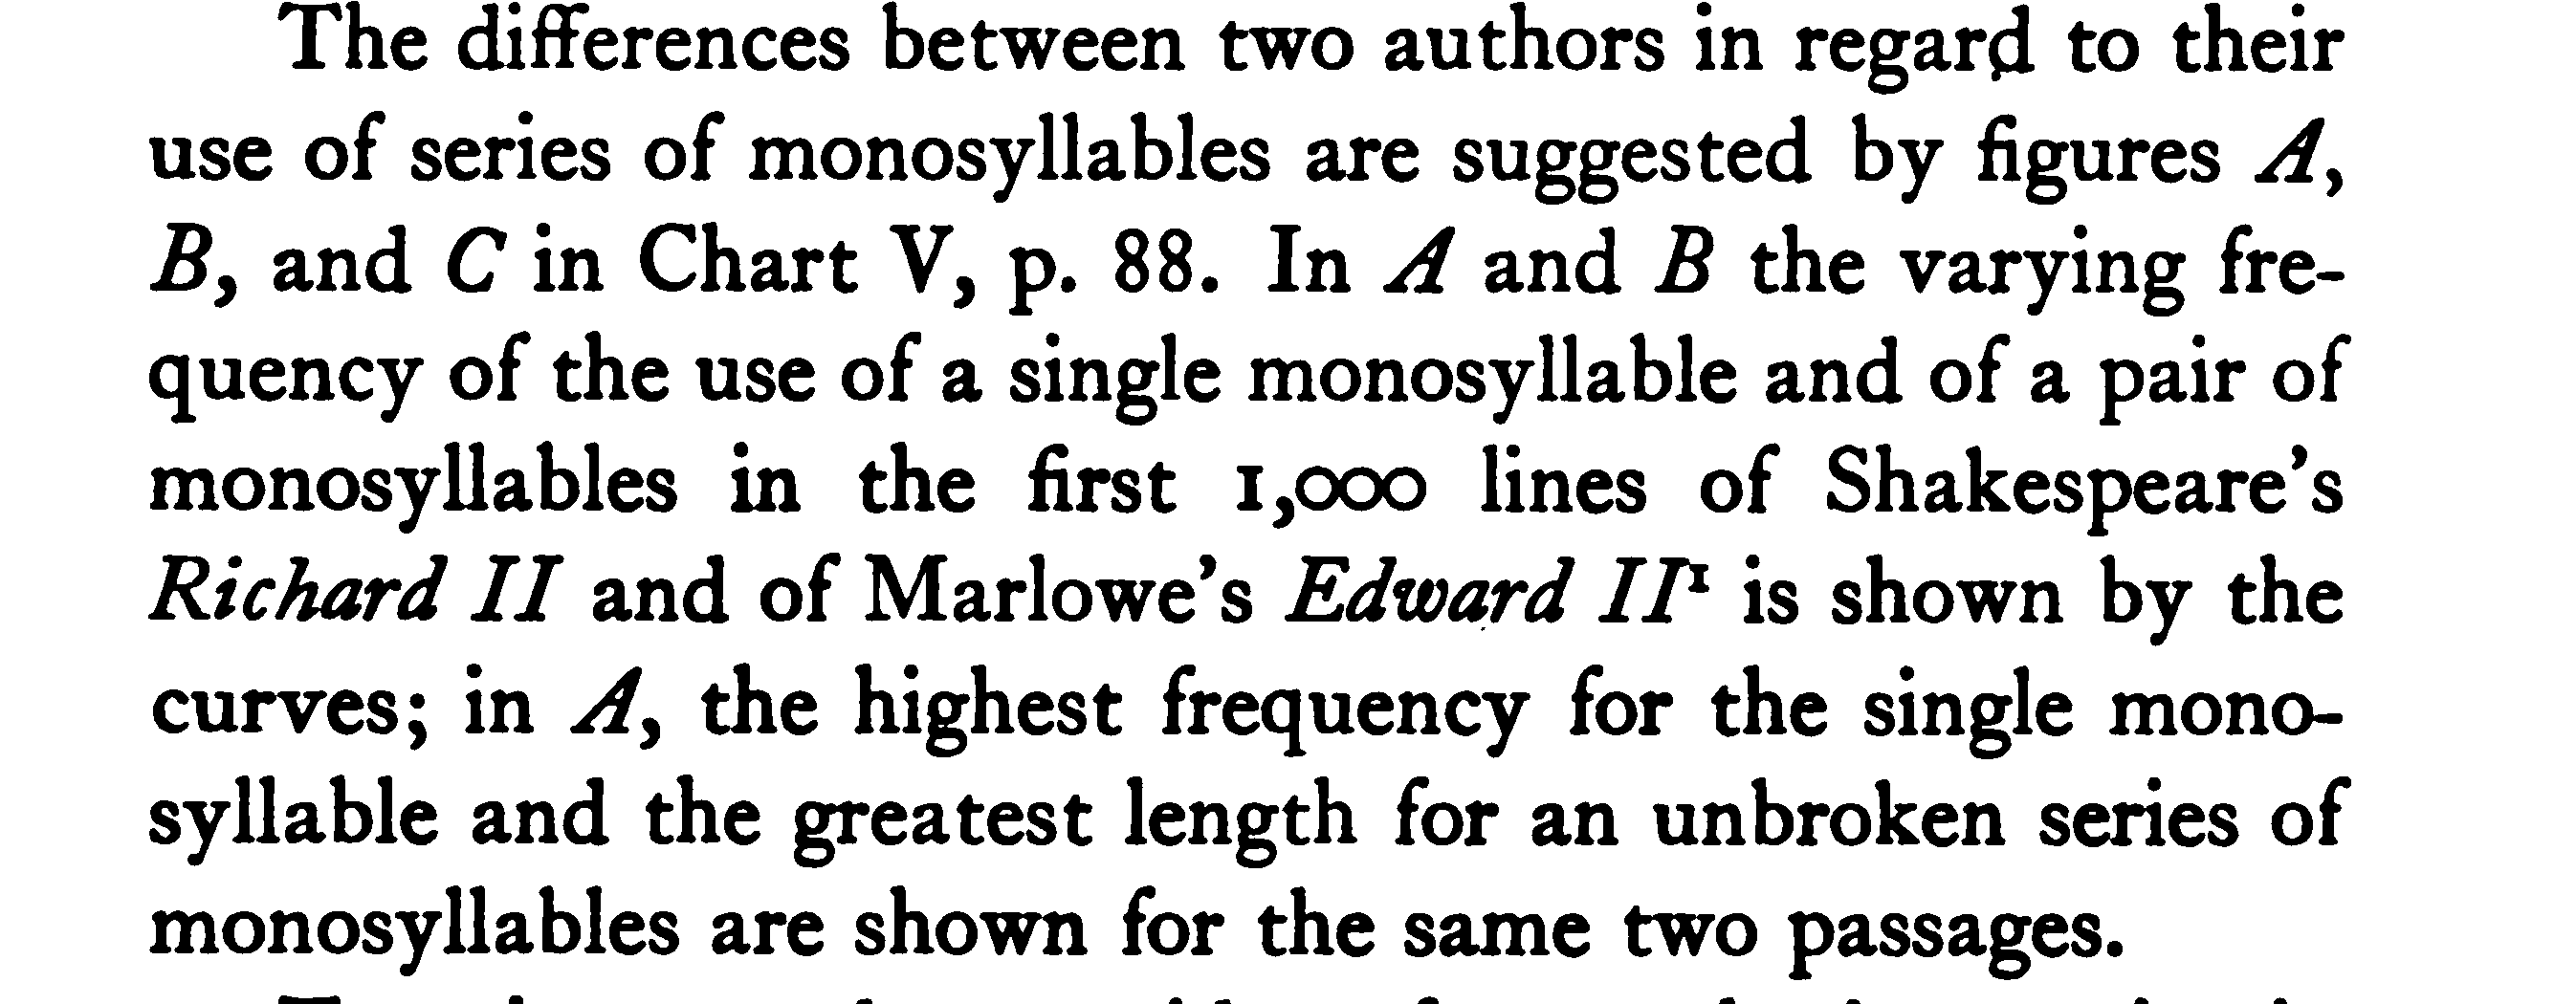 The differences between two authors in regard to their
use of series of monosyllables are suggested by figures A,
B, and C in Chart V, p. 88. In A and B the varying fre-
quency of the use of a single monosyllable and of a pair of
monosyllables in the first 1,000 lines of Shakespeare’s
Richard II and of Marlowe’s Edward II¹ is shown by the
curves; in A, the highest frequency for the single mono-
syllable and the greatest length for an unbroken series of
monosyllables are shown for the same two passages.